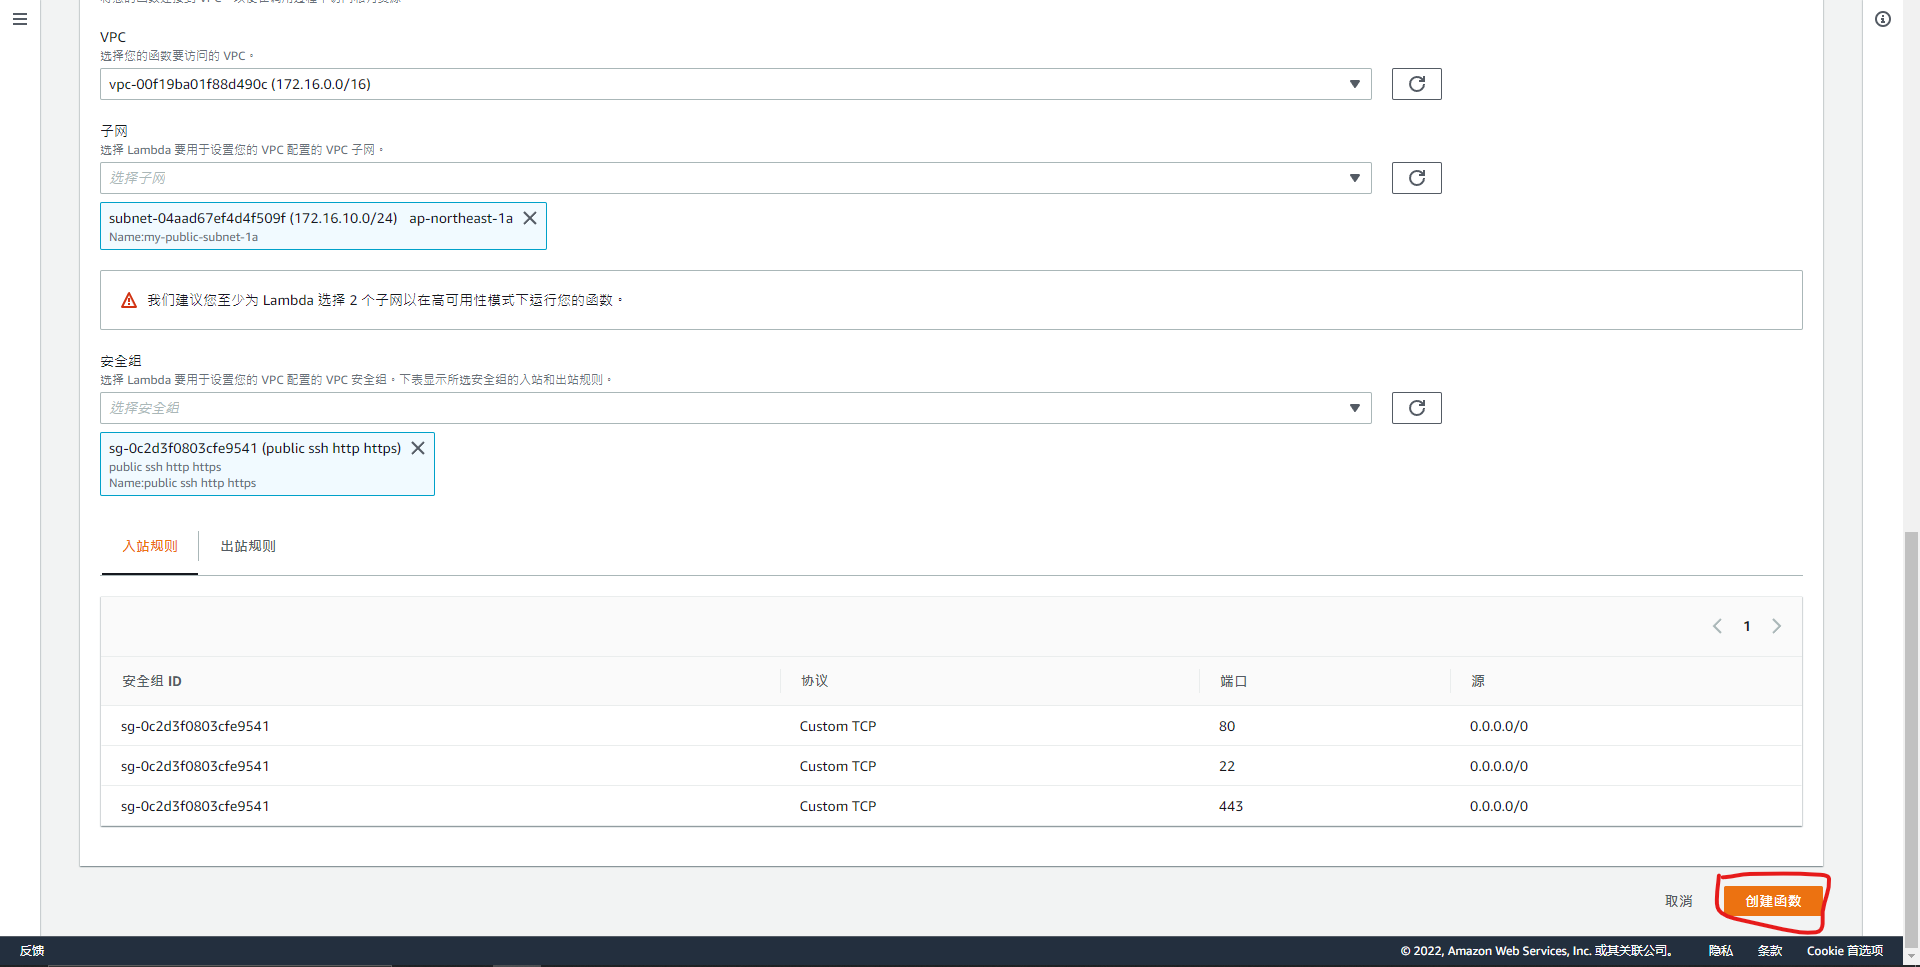 VPC
选择您的函数要访问的 VPC。
vpc-00f19ba01f88d490c (172.16.0.0/16)
子网
选择 Lambda 要用于设置您的 VPC 配置的 VPC 子网。
选择子网
subnet-04aad67ef4d4f509f (172.16.10.0/24) ap-northeast-1a
Name:my-public-subnet-1a
我们建议您至少为 Lambda 选择 2 个子网以在高可用性模式下运行您的函数。
安全组
选择 Lambda 要用于设置您的 VPC 配置的 VPC 安全组。下表显示所选安全组的入站和出站规则。
选择安全组
sg-0c2d3f0803cfe9541 (public ssh http https)
public ssh http https
Name:public ssh http https
入站规则 出站规则
1
安全组 ID 协议 端口 源
sg-0c2d3f0803cfe9541 Custom TCP 80 0.0.0.0/0
sg-0c2d3f0803cfe9541 Custom TCP 22 0.0.0.0/0
sg-0c2d3f0803cfe9541 Custom TCP 443 0.0.0.0/0
取消 创建函数
反馈 © 2022, Amazon Web Services, Inc. 或其关联公司。 隐私 条款 Cookie 首选项